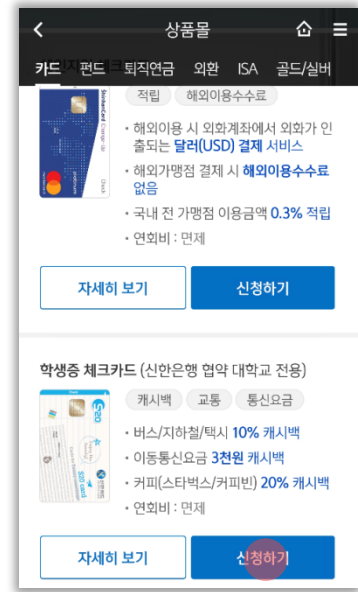 상품몰
카드 펀드 퇴직연금 외환 ISA 골드/실버
적립 해외이용수수료
ShinhanCard Change-Up
Check
• 해외이용 시 외화계좌에서 외화가 인
출되는 달러(USD) 결제 서비스
• 해외가맹점 결제 시 해외이용수수료
없음
• 국내 전 가맹점 이용금액 0.3% 적립
• 연회비 : 면제
자세히 보기 신청하기
학생증 체크카드 (신한은행 협약 대학교 전용)
캐시백 교통 통신요금
S20
• 버스/지하철/택시 10% 캐시백
• 이동통신요금 3천원 캐시백
• 커피(스타벅스/커피빈) 20% 캐시백
• 연회비 : 면제
자세히 보기 신청하기